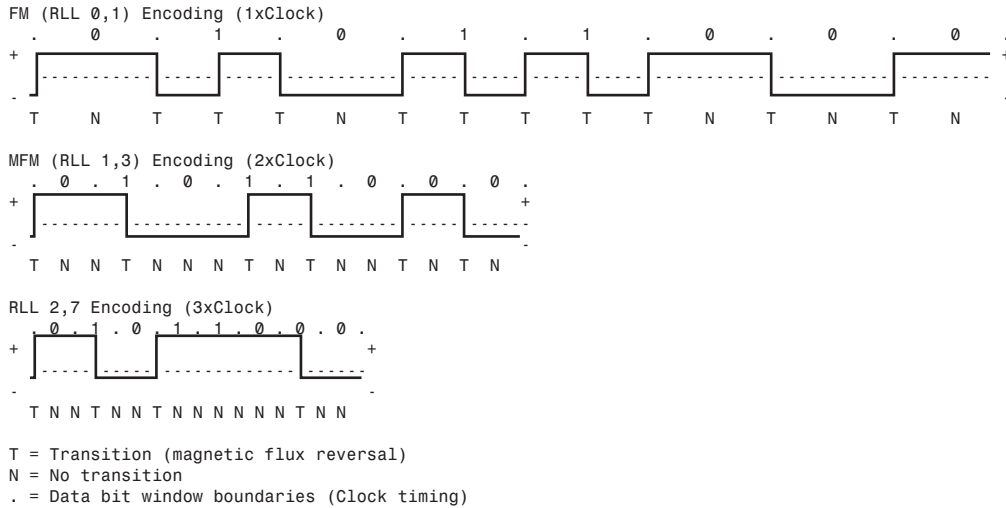 FM (RLL 0,1) Encoding (1xClock)
. 0 . 1 . 0 . 1 . 1 . 0 . 0 . 0 .
+ +
- -
T N T T T N T T T T T N T N T N
MFM (RLL 1,3) Encoding (2xClock)
. 0 . 1 . 0 . 1 . 1 . 0 . 0 . 0 .
+ +
- -
T N N T N N N T N T N N T N T N
RLL 2,7 Encoding (3xClock)
. 0 . 1 . 0 . 1 . 1 . 0 . 0 . 0 .
+ +
- -
T N N T N N T N N N N N N T N N
T = Transition (magnetic flux reversal)
N = No transition
. = Data bit window boundaries (Clock timing)